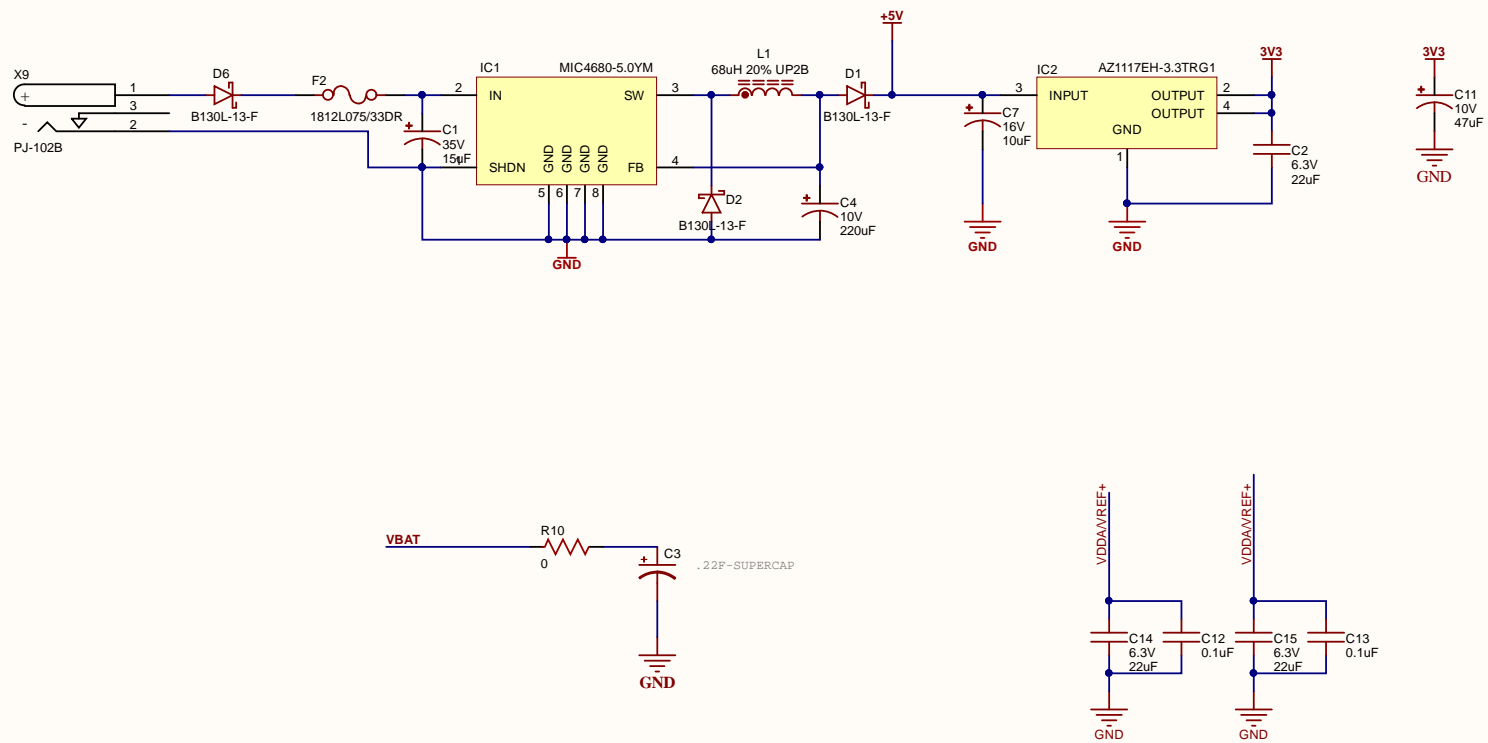 +5V
X9
+
1
3
2
-
PJ-102B
D6
B130L-13-F
F2
1812L075/33DR
+
C1
35V
15uF
IC1
MIC4680-5.0YM
2
IN
SW
3
1
SHDN
FB
4
GND
GND
GND
GND
5
6
7
8
GND
L1
68uH 20% UP2B
D1
B130L-13-F
D2
B130L-13-F
+
C4
10V
220uF
+
C7
16V
10uF
GND
IC2
AZ1117EH-3.3TRG1
3
INPUT
OUTPUT
2
OUTPUT
4
GND
1
GND
3V3
C2
6.3V
22uF
3V3
+
C11
10V
47uF
GND
VBAT
R10
0
+
C3
.22F-SUPERCAP
GND
VDDA/VREF+
C14
6.3V
22uF
C12
0.1uF
GND
VDDA/VREF+
C15
6.3V
22uF
C13
0.1uF
GND